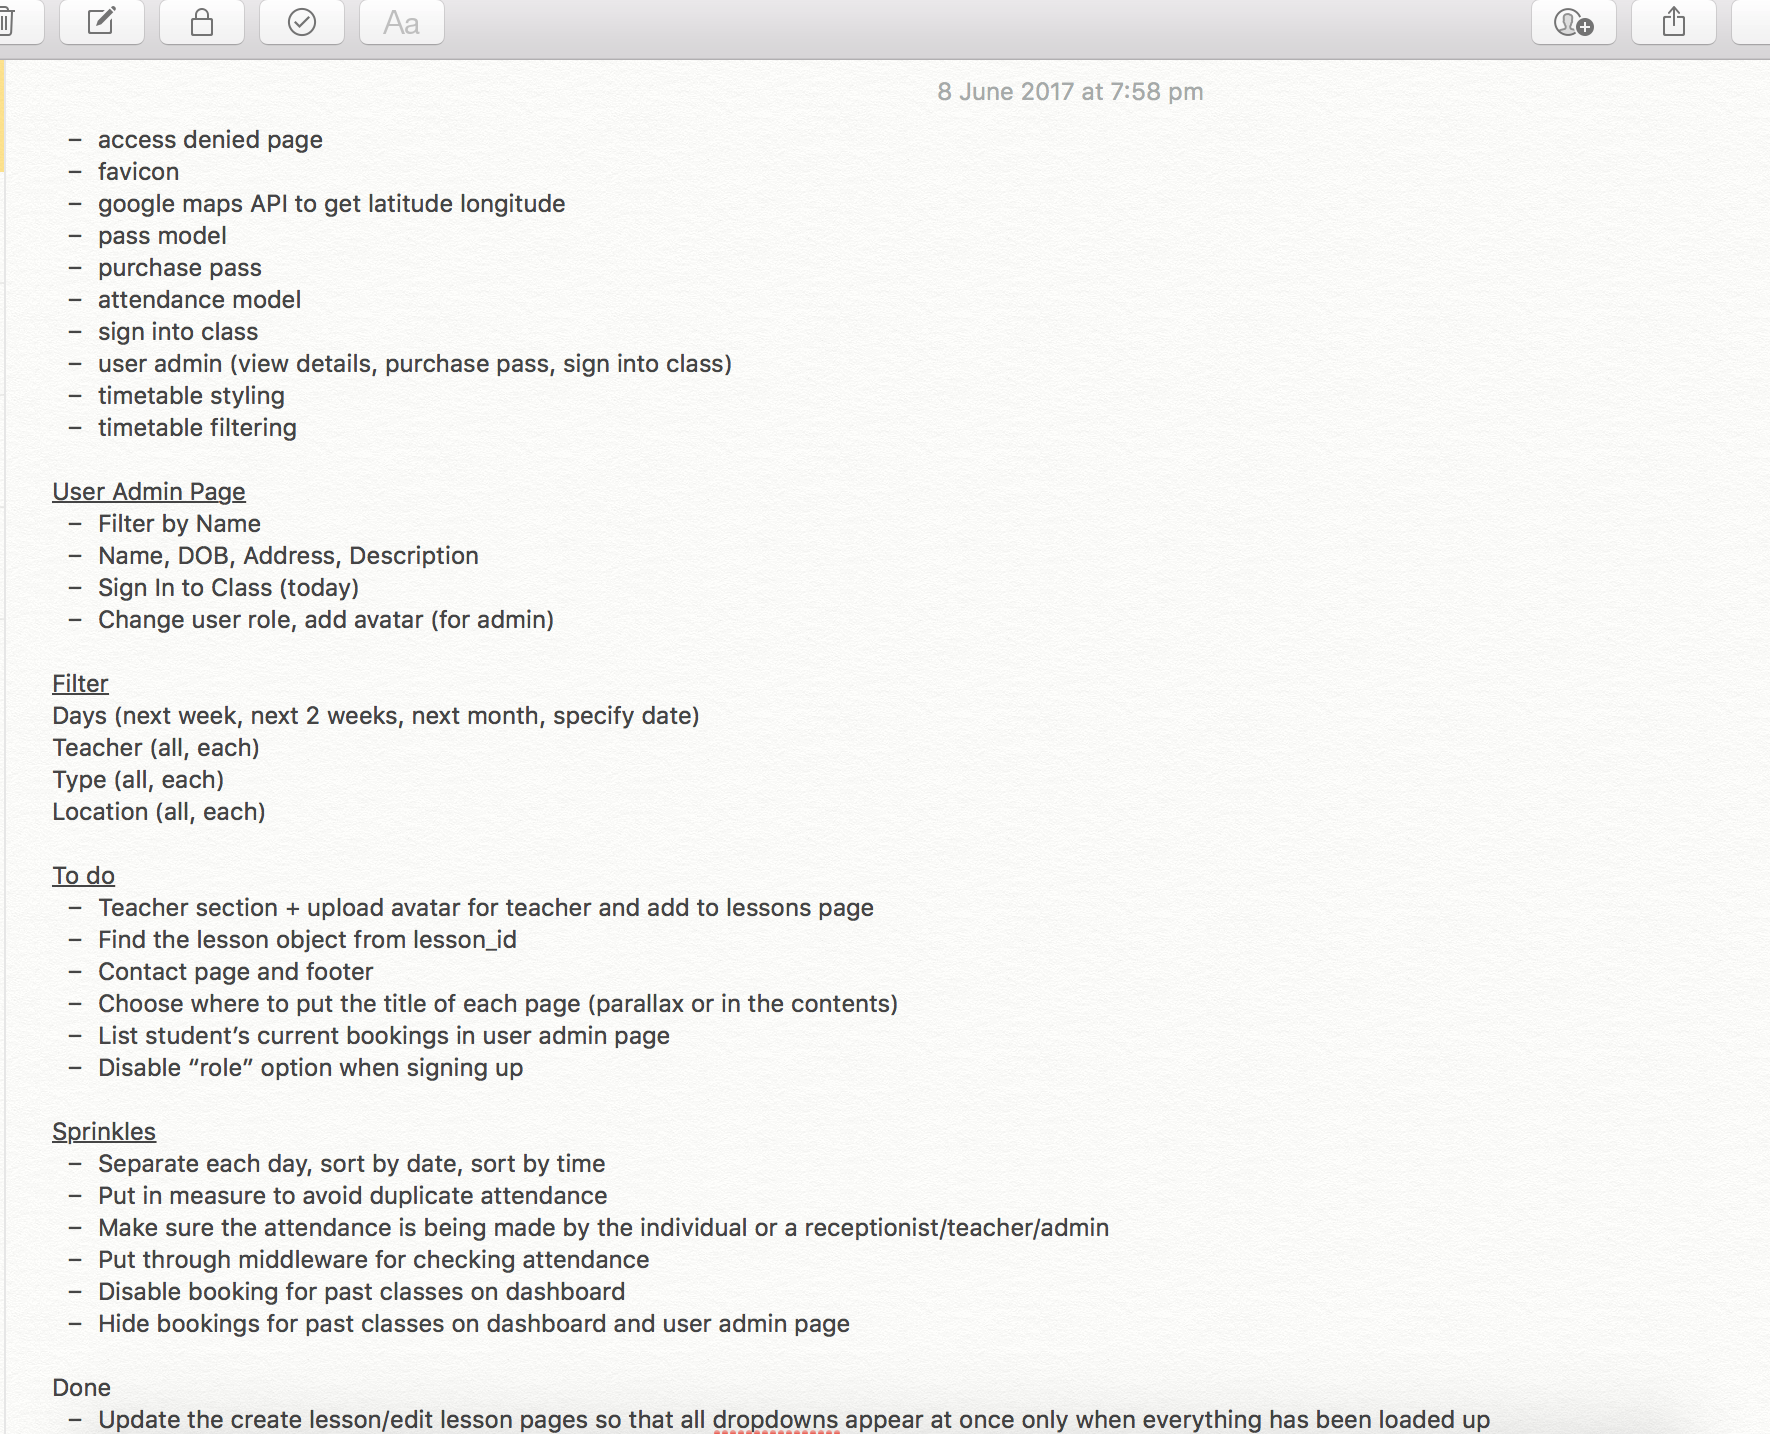 Aa
8 June 2017 at 7:58 pm
– access denied page
– favicon
– google maps API to get latitude longitude
– pass model
– purchase pass
– attendance model
– sign into class
– user admin (view details, purchase pass, sign into class)
– timetable styling
– timetable filtering
User Admin Page
– Filter by Name
– Name, DOB, Address, Description
– Sign In to Class (today)
– Change user role, add avatar (for admin)
Filter
Days (next week, next 2 weeks, next month, specify date)
Teacher (all, each)
Type (all, each)
Location (all, each)
To do
– Teacher section + upload avatar for teacher and add to lessons page
– Find the lesson object from lesson_id
– Contact page and footer
– Choose where to put the title of each page (parallax or in the contents)
– List student’s current bookings in user admin page
– Disable “role” option when signing up
Sprinkles
– Separate each day, sort by date, sort by time
– Put in measure to avoid duplicate attendance
– Make sure the attendance is being made by the individual or a receptionist/teacher/admin
– Put through middleware for checking attendance
– Disable booking for past classes on dashboard
– Hide bookings for past classes on dashboard and user admin page
Done
– Update the create lesson/edit lesson pages so that all dropdowns appear at once only when everything has been loaded up